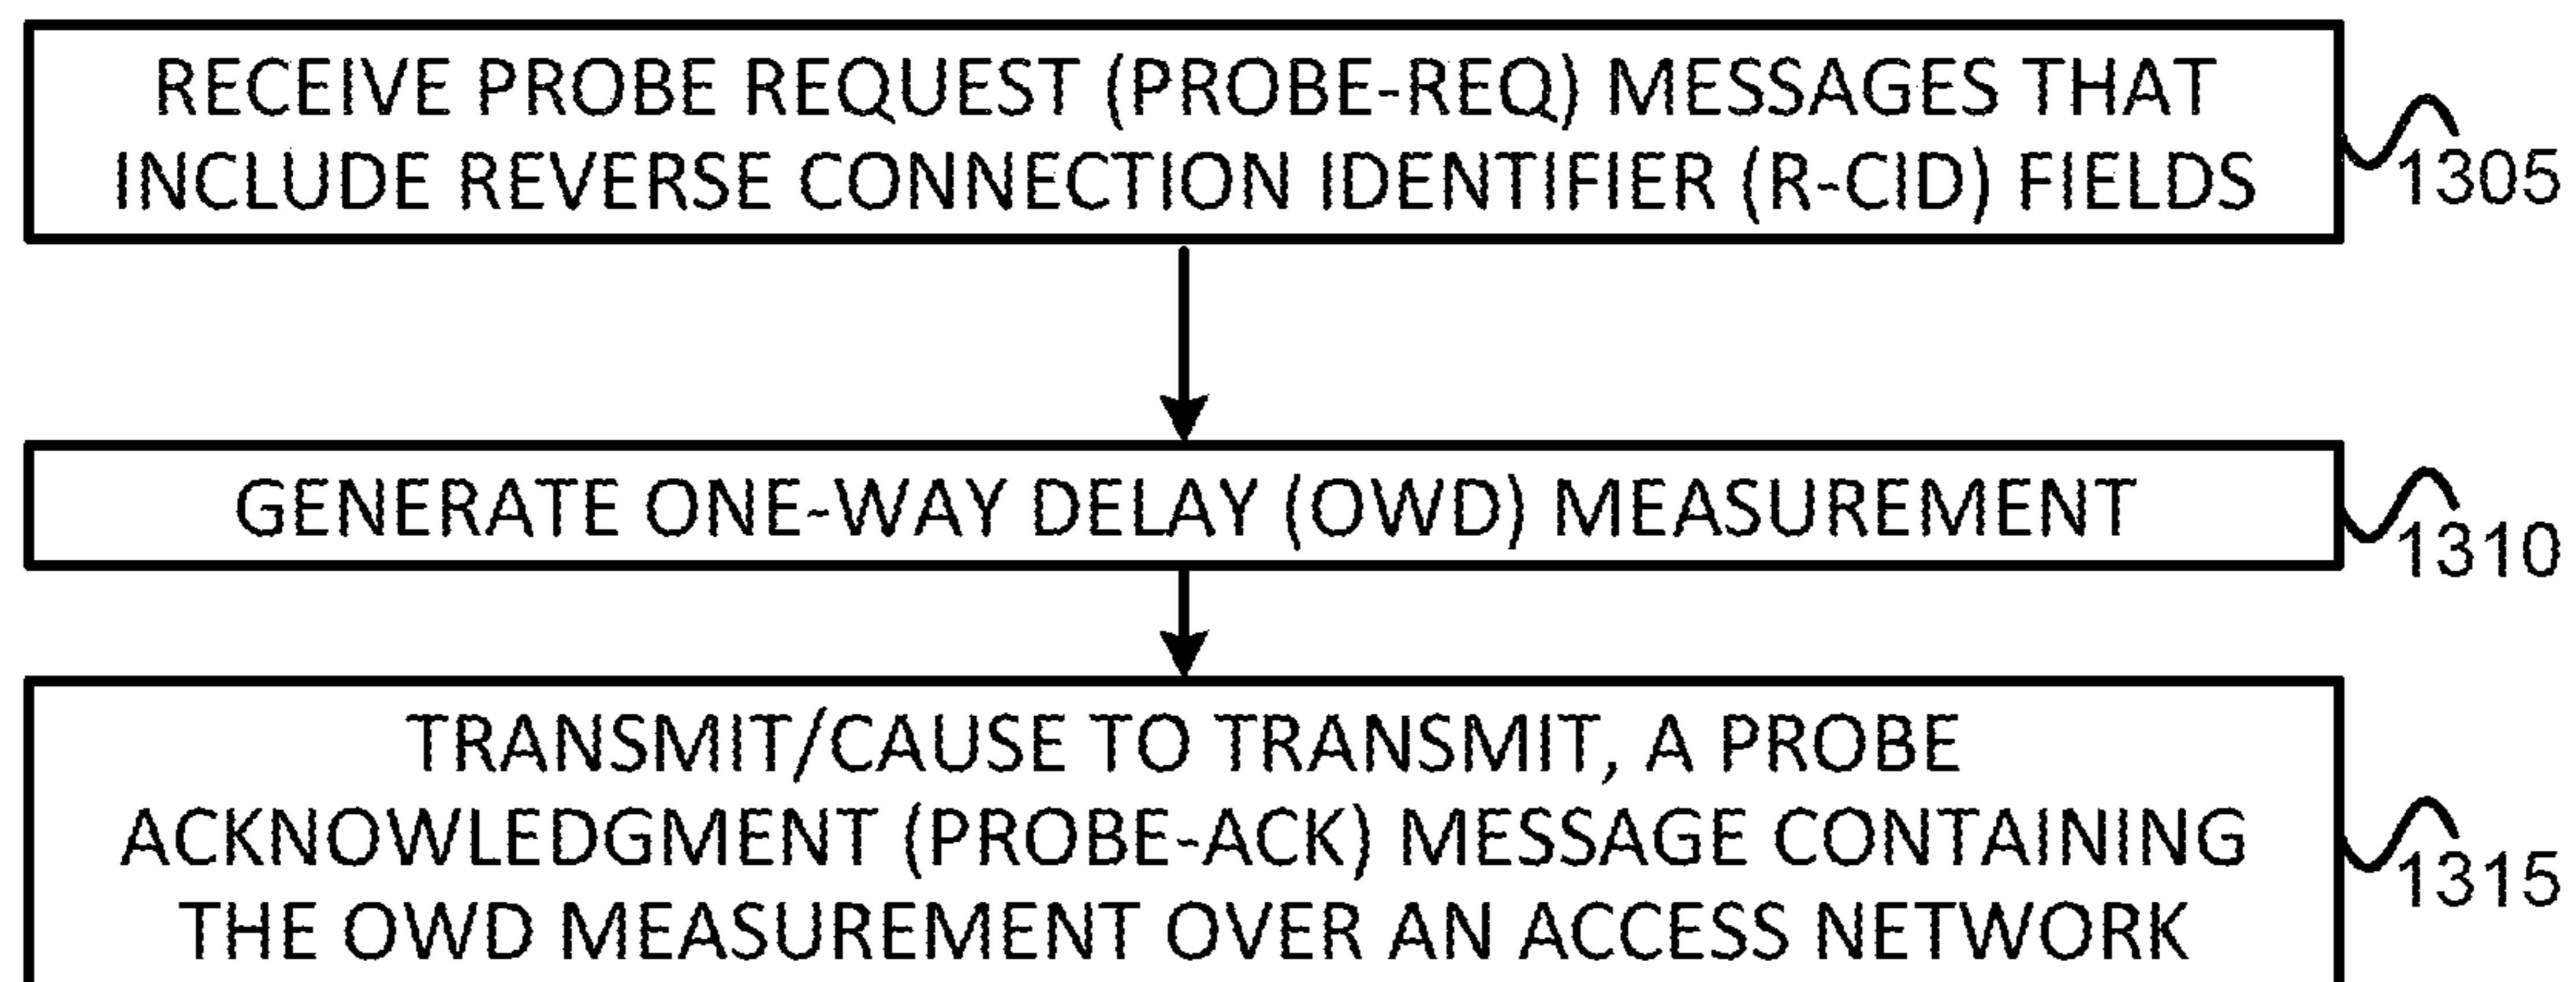 RECEIVE PROBE REQUEST (PROBE-REQ) MESSAGES THAT
INCLUDE REVERSE CONNECTION IDENTIFIER (R-CID) FIELDS
1305
GENERATE ONE-WAY DELAY (OWD) MEASUREMENT
1310
TRANSMIT/CAUSE TO TRANSMIT, A PROBE
ACKNOWLEDGMENT (PROBE-ACK) MESSAGE CONTAINING
THE OWD MEASUREMENT OVER AN ACCESS NETWORK
1315